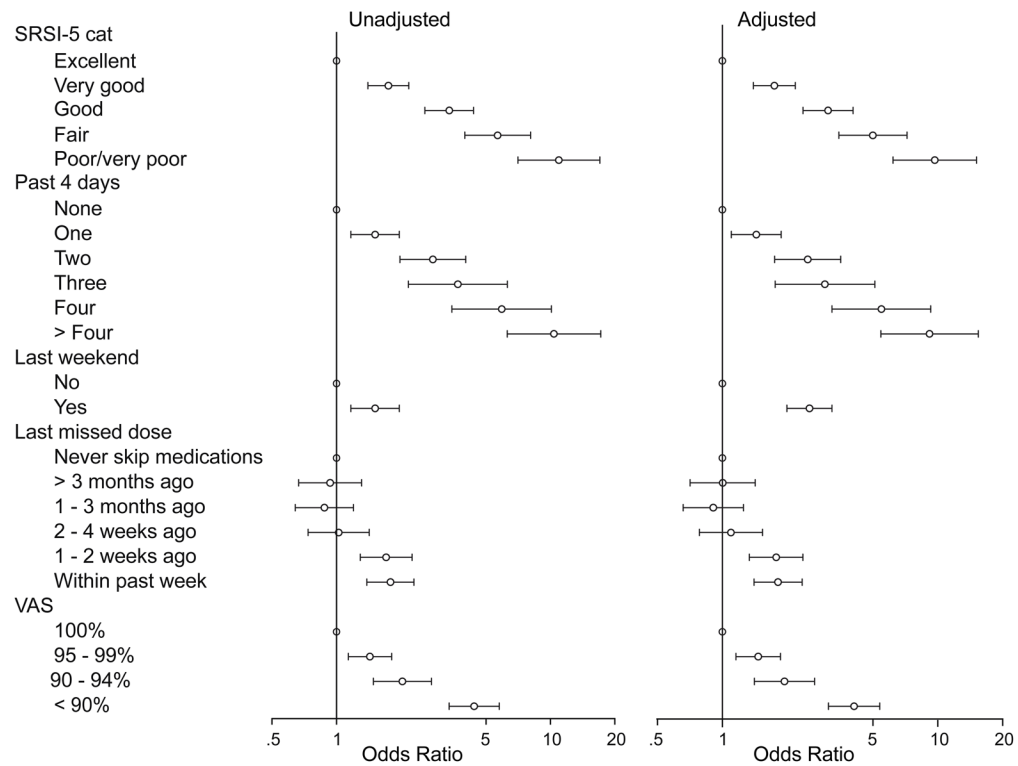 Unadjusted Adjusted
SRSI-5 cat
Excellent
Very good
Good
Fair
Poor/very poor
Past 4 days
None
One
Two
Three
Four
> Four
Last weekend
No
Yes
Last missed dose
Never skip medications
> 3 months ago
1 - 3 months ago
2 - 4 weeks ago
1 - 2 weeks ago
Within past week
VAS
100%
95 - 99%
90 - 94%
< 90%
.5 1 5 10 20 .5 1 5 10 20
Odds Ratio Odds Ratio